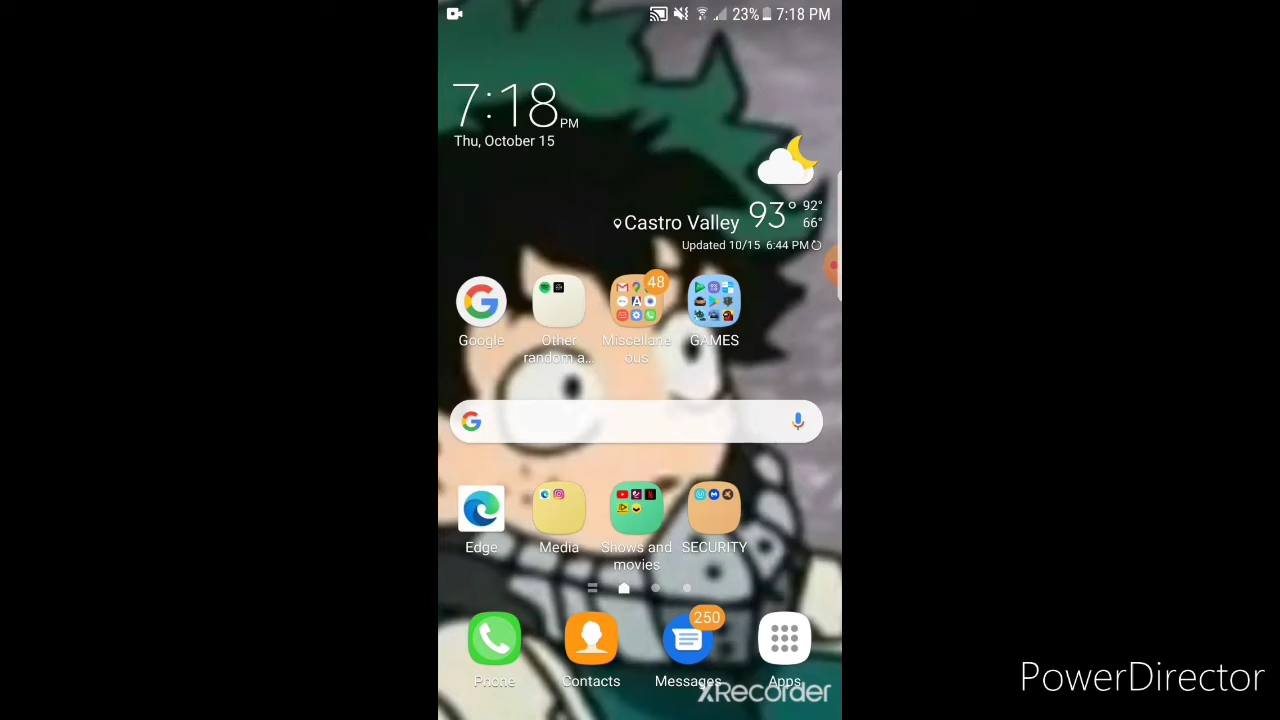 23% 7:18 PM
7:18 PM
Thu, October 15
Castro Valley 93° 92° 66°
Updated 10/15 6:44 PM
48
Google
Other random a...
Miscellane
ous
GAMES
Edge
Media
Shows and
movies
SECURITY
250
Phone
Contacts
Messages
Apps
XRecorder
PowerDirector